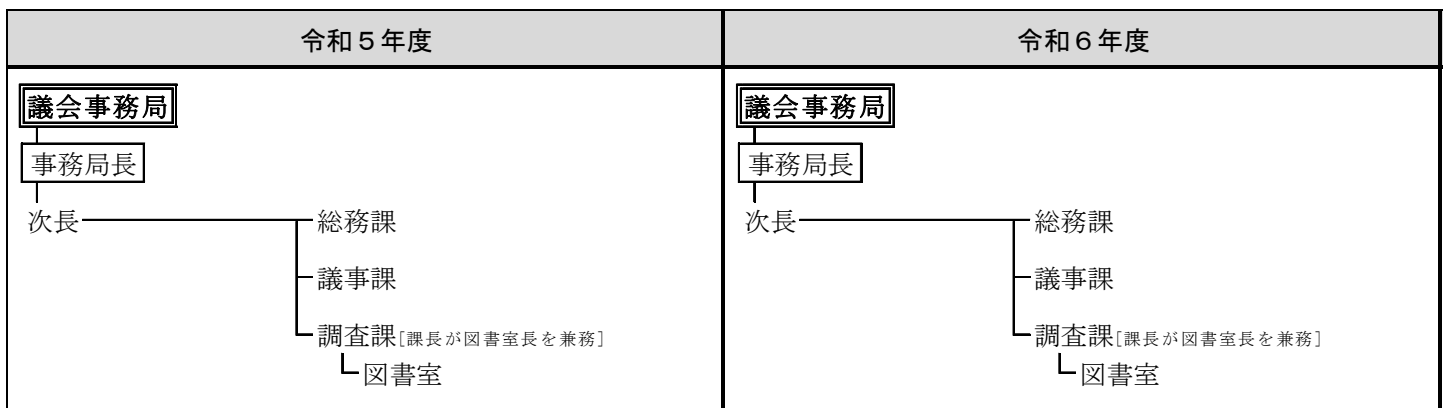 令和５年度
議会事務局
事務局長
次長
総務課
議事課
調査課[課長が図書室長を兼務]
図書室
令和６年度
議会事務局
事務局長
次長
総務課
議事課
調査課[課長が図書室長を兼務]
図書室